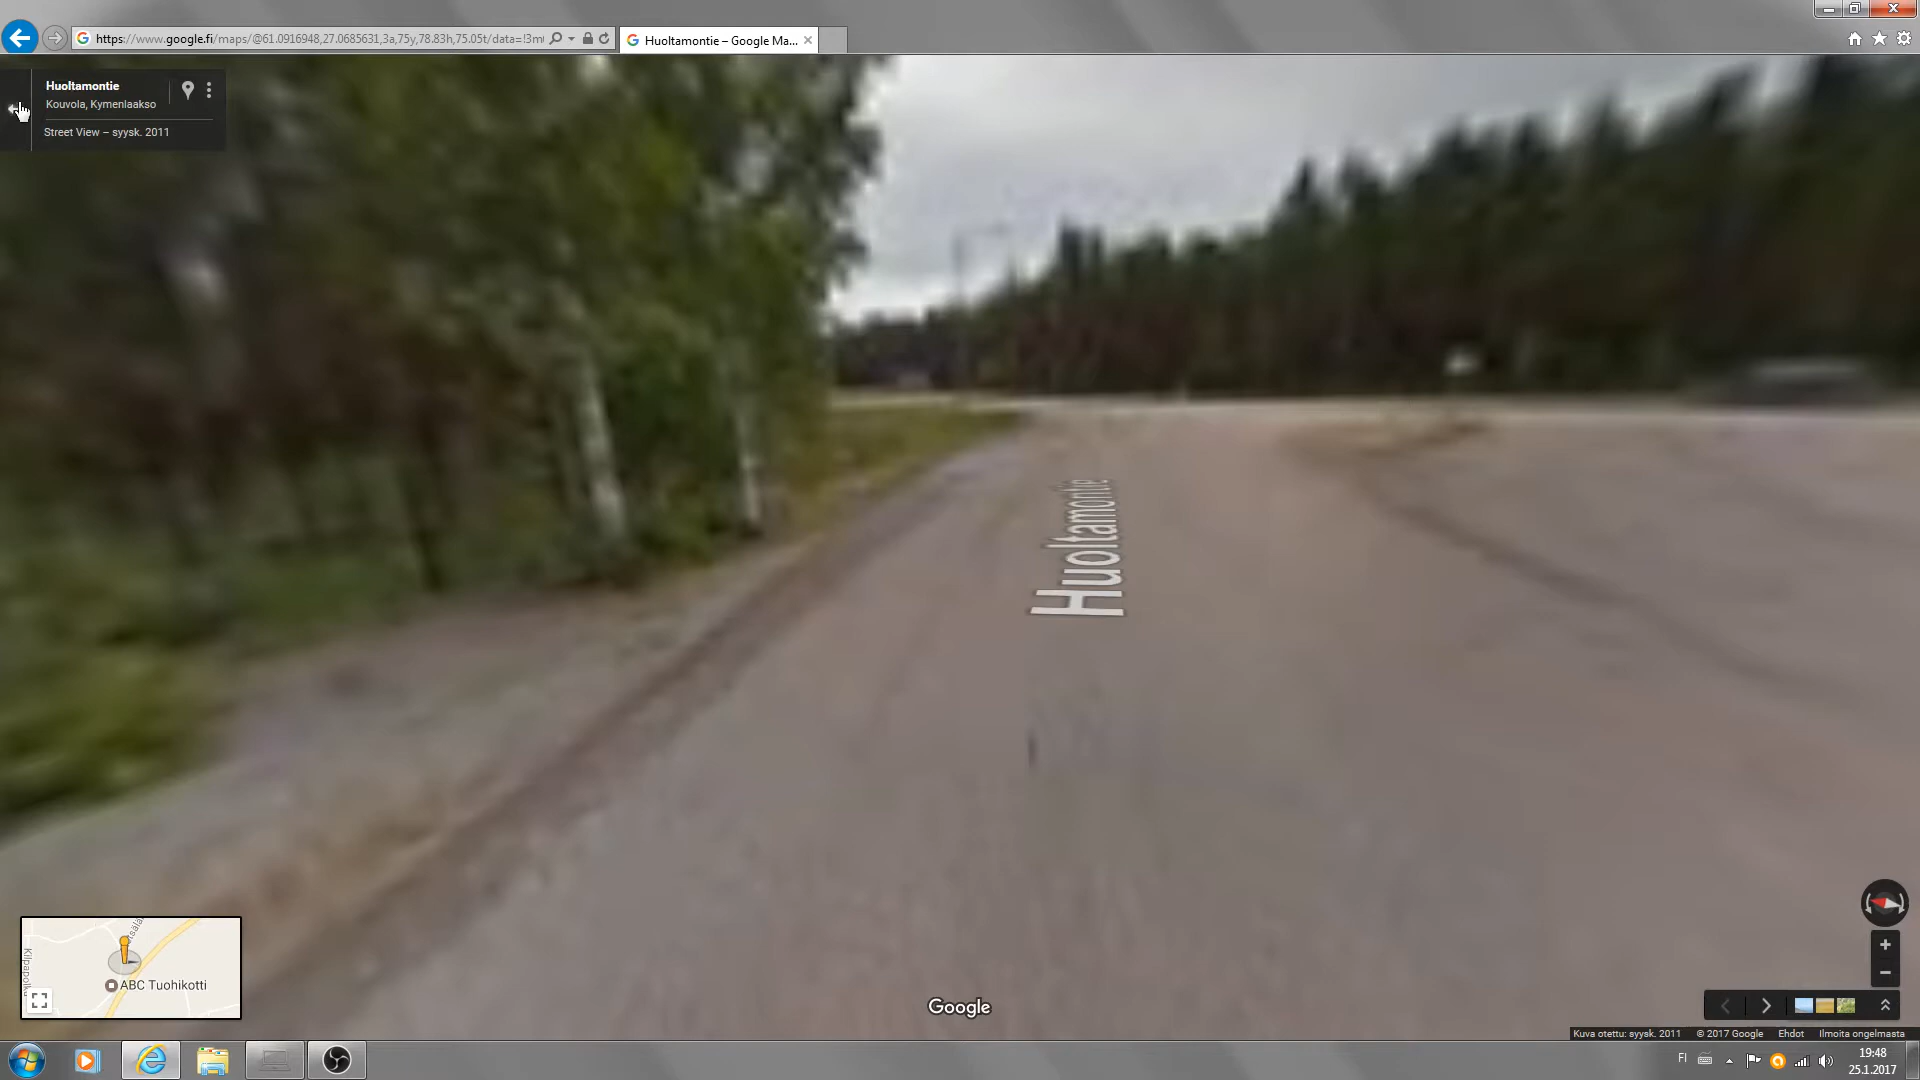 https://www.google.fi/maps/@61.0916948,27.0685631,3a,75y,78.83h,75.05t/data=!3m
Huoltamontie – Google Ma...
Huoltamontie
Kouvola, Kymenlaakso
Street View – syysk. 2011
Huoltamontie
ABC Tuohikotti
Google
Kuva otettu: syysk. 2011 © 2017 Google Ehdot Ilmoita ongelmasta
FI
19:48
25.1.2017